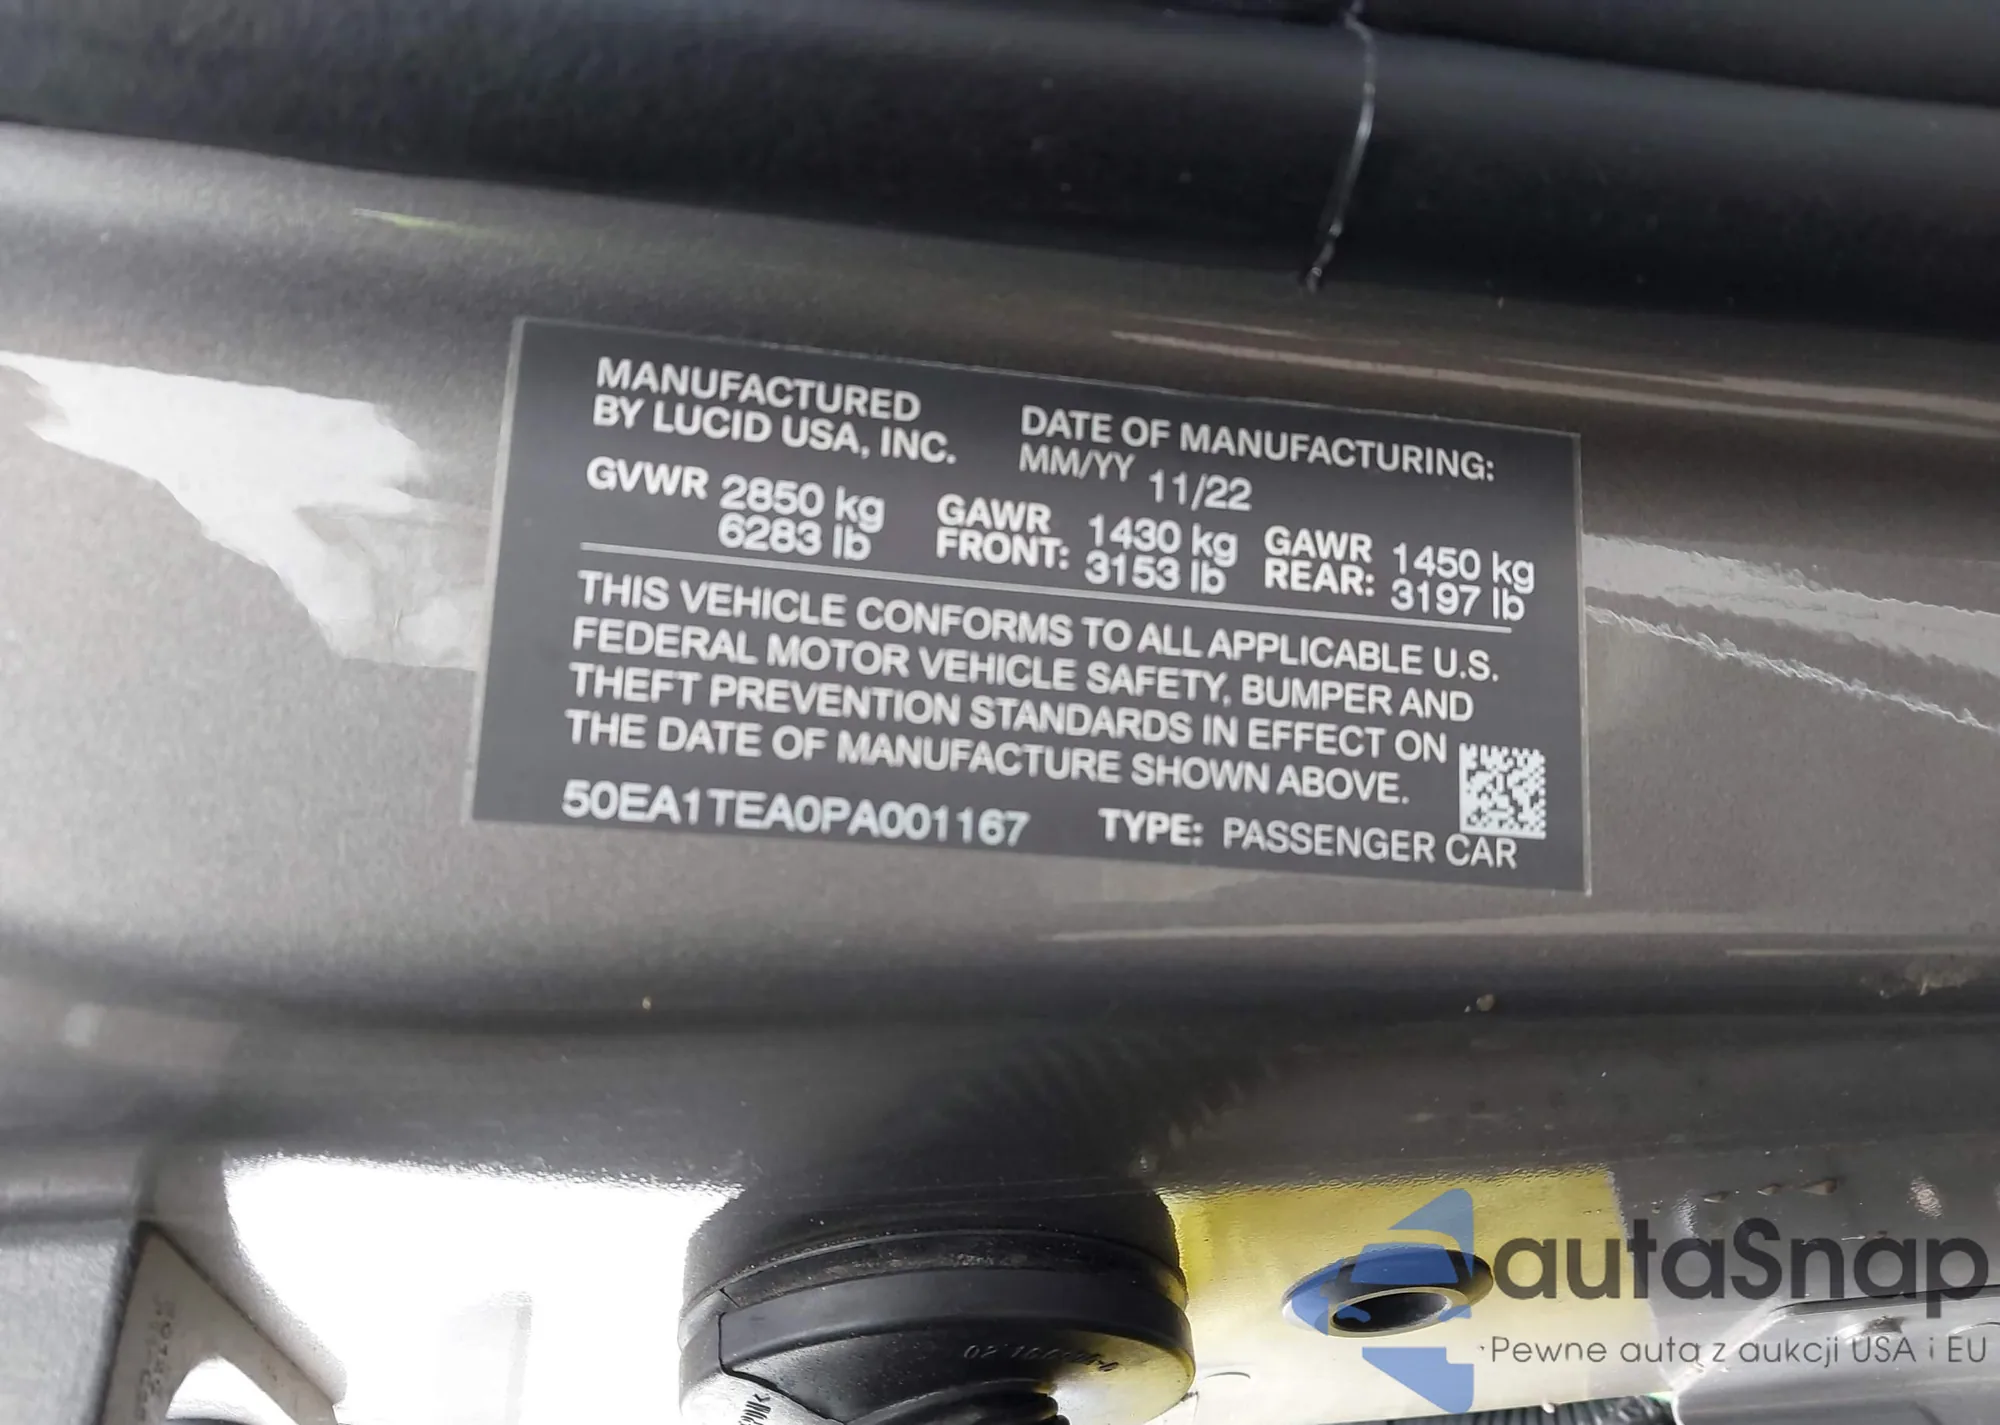 MANUFACTURED
BY LUCID USA, INC.
DATE OF MANUFACTURING:
MM/YY 11/22
GVWR 2850 kg
6283 lb
GAWR
FRONT: 1430 kg
3153 lb
GAWR
REAR: 1450 kg
3197 lb
THIS VEHICLE CONFORMS TO ALL APPLICABLE U.S.
FEDERAL MOTOR VEHICLE SAFETY, BUMPER AND
THEFT PREVENTION STANDARDS IN EFFECT ON
THE DATE OF MANUFACTURE SHOWN ABOVE.
50EA1TEA0PA001167 TYPE: PASSENGER CAR
autaSnap
Pewne auta z aukcji USA i EU